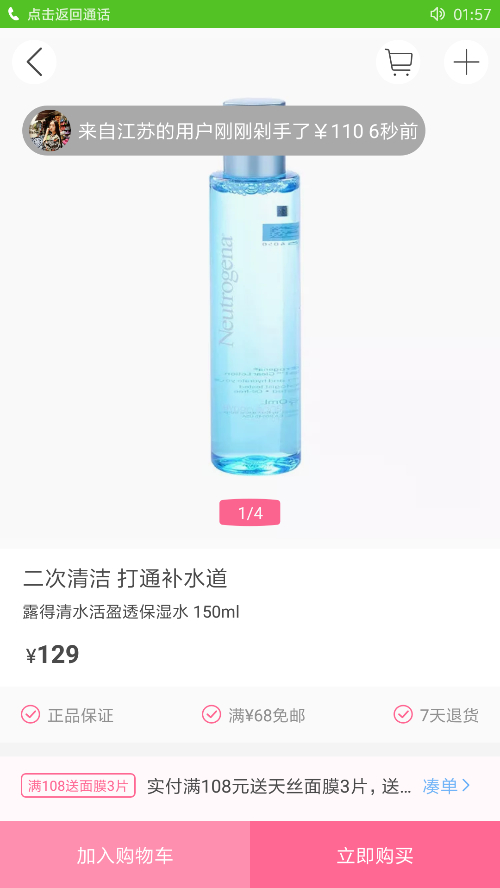 点击返回通话
01:57
来自江苏的用户刚刚剁手了￥110 6秒前
Neutrogena
1/4
二次清洁 打通补水道
露得清水活盈透保湿水 150ml
¥129
正品保证
满¥68免邮
7天退货
满108送面膜3片
实付满108元送天丝面膜3片，送...
凑单
加入购物车
立即购买